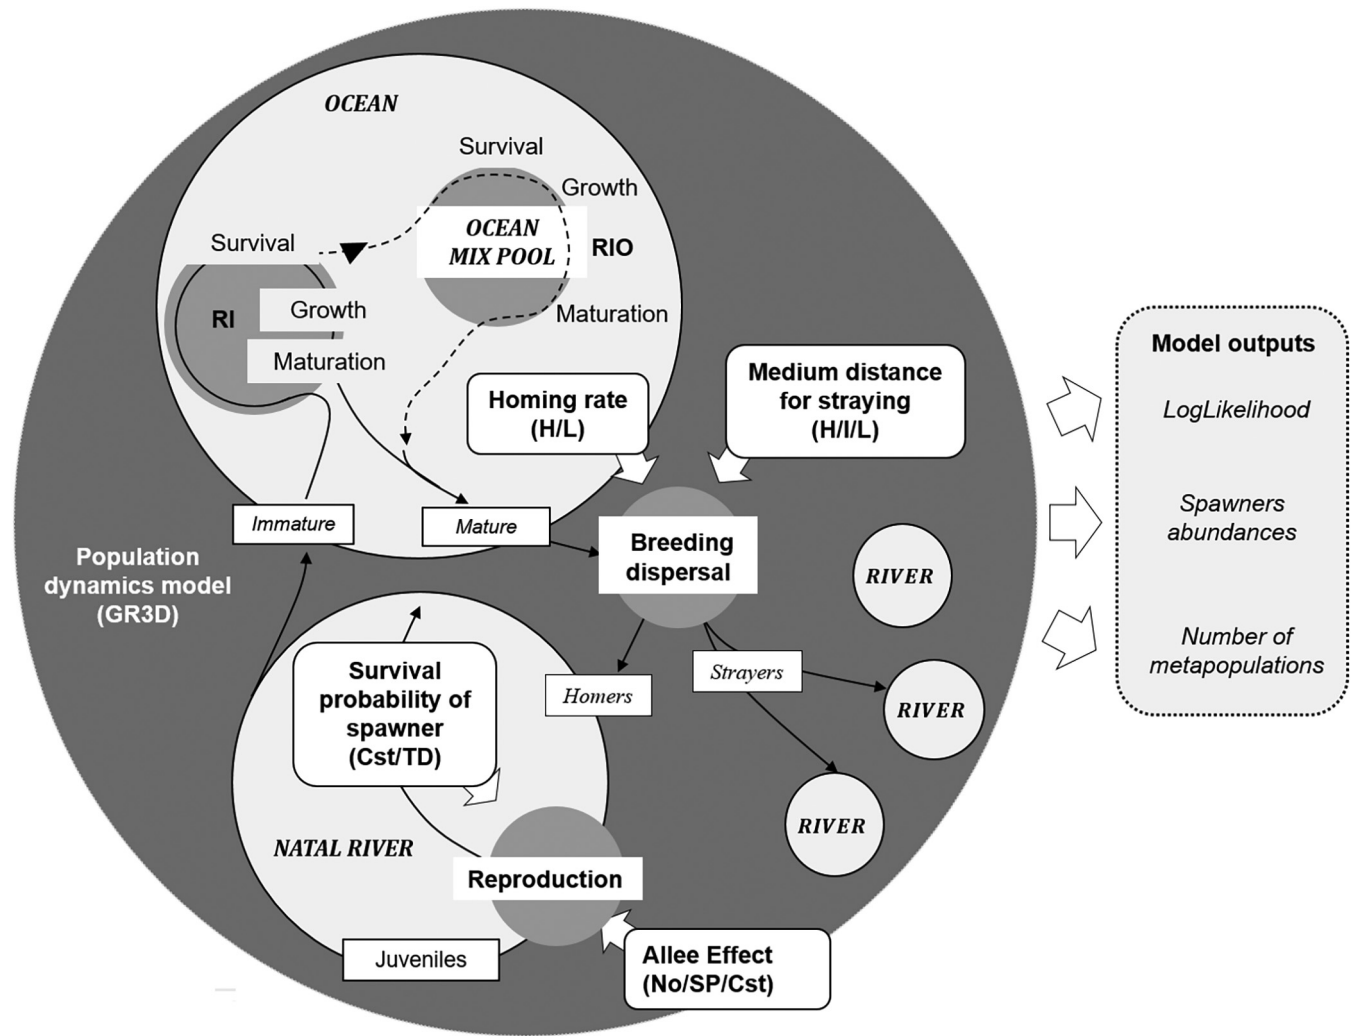 OCEAN
Survival
Growth
OCEAN
MIX POOL
RIO
Survival
RI
Growth
Maturation
Maturation
Homing rate
(H/L)
Medium distance
for straying
(H/I/L)
Immature
Mature
Breeding
dispersal
Population
dynamics model
(GR3D)
Survival
probability of
spawner
(Cst/TD)
Homers
Strayers
RIVER
RIVER
RIVER
NATAL RIVER
Reproduction
Juveniles
Allee Effect
(No/SP/Cst)
Model outputs
LogLikelihood
Spawners
abundances
Number of
metapopulations